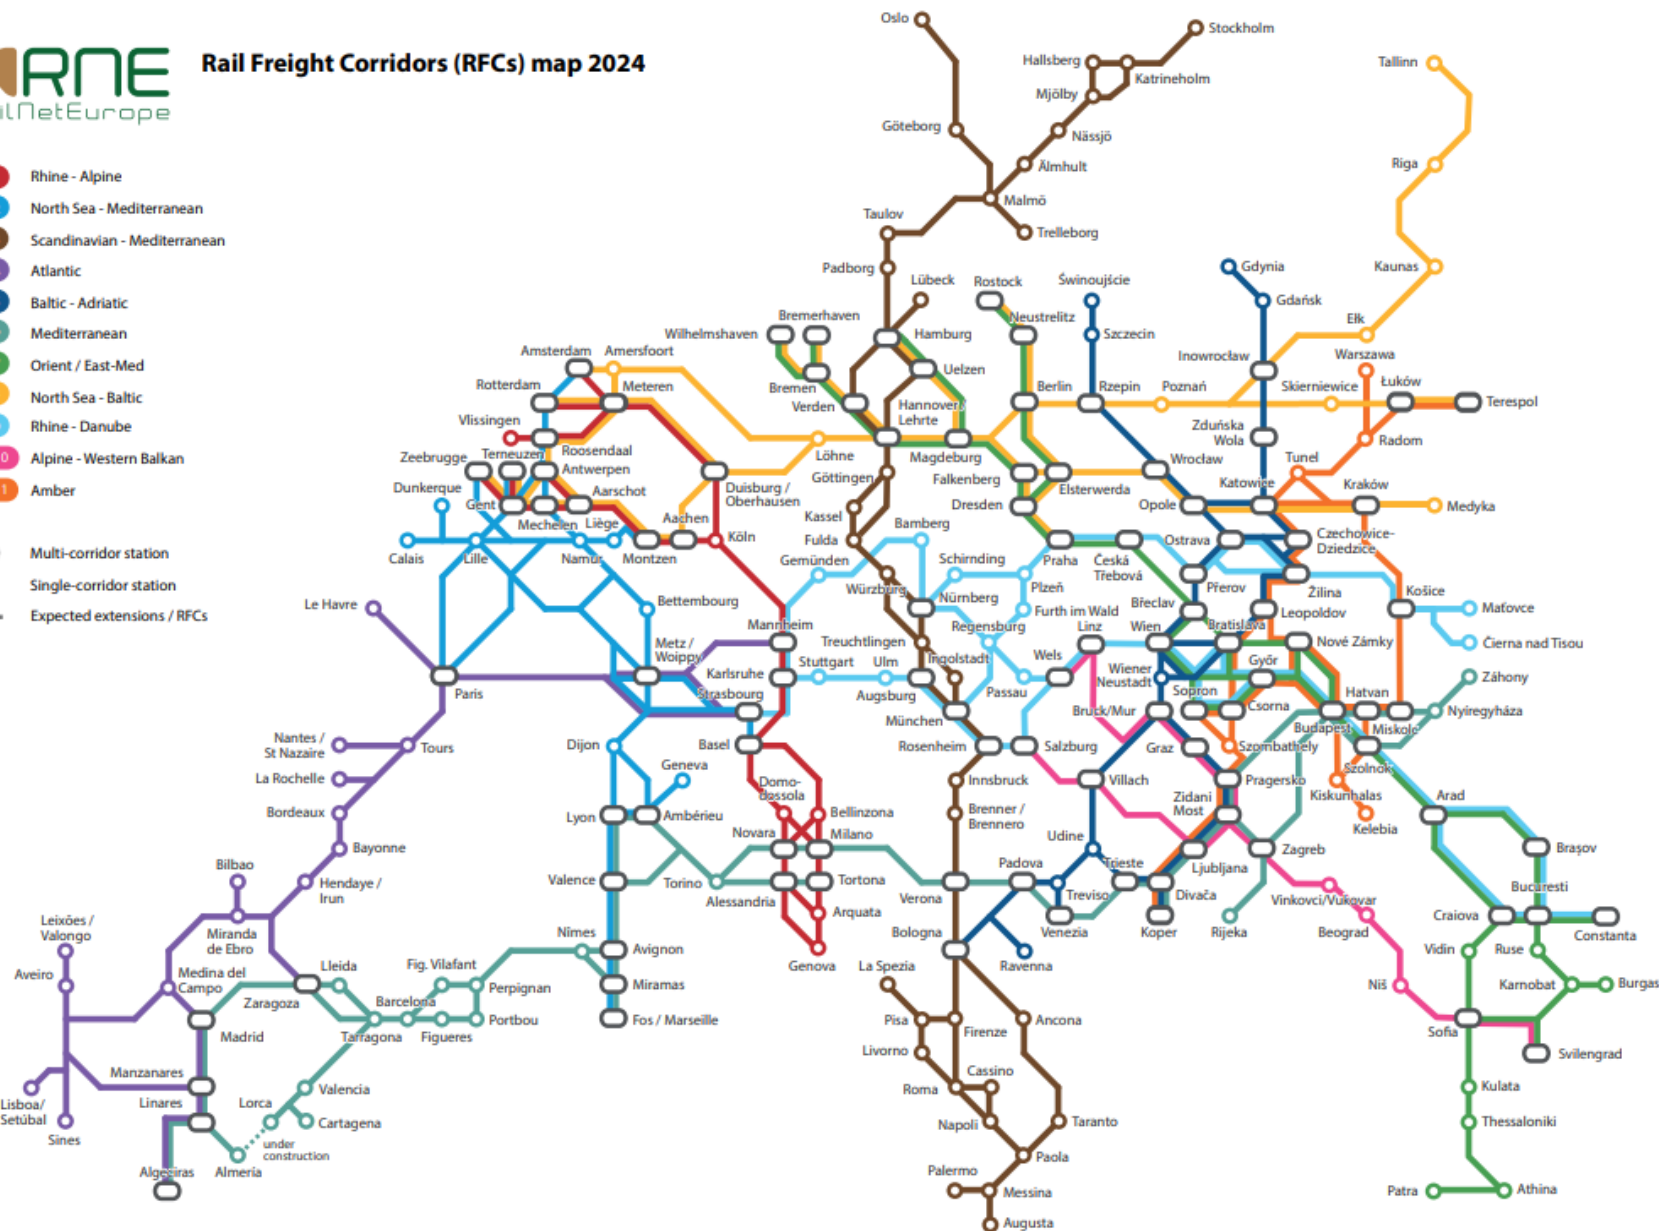 RNE
ilNetEurope
Rail Freight Corridors (RFCs) map 2024
Rhine - Alpine
North Sea - Mediterranean
Scandinavian - Mediterranean
Atlantic
Baltic - Adriatic
Mediterranean
Orient / East-Med
North Sea - Baltic
Rhine - Danube
0
Alpine - Western Balkan
1
Amber
Multi-corridor station
Single-corridor station
Expected extensions / RFCs
Oslo
Stockholm
Hallsberg
Katrineholm
Mjölby
Göteborg
Nässjö
Älmhult
Malmö
Taulov
Trelleborg
Padborg
Tallinn
Riga
Kaunas
Ełk
Warszawa
Lübeck
Rostock
Świnoujście
Gdynia
Gdańsk
Wilhelmshaven
Bremerhaven
Hamburg
Neustrelitz
Szczecin
Inowrocław
Amsterdam
Amersfoort
Bremen
Uelzen
Rotterdam
Meteren
Verden
Hannover/
Lehrte
Berlin
Rzepin
Poznań
Skierniewice
Łuków
Terespol
Vlissingen
Roosendaal
Zduńska
Wola
Radom
Zeebrugge
Terneuzen
Antwerpen
Löhne
Magdeburg
Wrocław
Tunel
Dunkerque
Gent
Aarschot
Duisburg /
Oberhausen
Göttingen
Falkenberg
Elsterwerda
Katowice
Kraków
Mechelen
Liège
Aachen
Kassel
Dresden
Opole
Medyka
Calais
Lille
Namur
Montzen
Köln
Fulda
Bamberg
Praha
Česká
Třebová
Ostrava
Czechowice-
Dziedzice
Gemünden
Schirnding
Plzeň
Přerov
Žilina
Košice
Le Havre
Bettembourg
Würzburg
Nürnberg
Furth im Wald
Břeclav
Leopoldov
Maťovce
Mannheim
Treuchtlingen
Regensburg
Linz
Wien
Bratislava
Nové Zámky
Čierna nad Tisou
Metz /
Woippy
Karlsruhe
Stuttgart
Ulm
Ingolstadt
Wels
Wiener
Neustadt
Győr
Záhony
Paris
Strasbourg
Augsburg
Passau
Sopron
Csorna
Hatvan
Nyíregyháza
München
Bruck/Mur
Budapest
Miskolc
Nantes /
St Nazaire
Tours
Dijon
Basel
Rosenheim
Salzburg
Graz
Szombathely
Szolnok
La Rochelle
Geneva
Domo-
dossola
Innsbruck
Villach
Pragersko
Kiskunhalas
Arad
Bordeaux
Lyon
Ambérieu
Bellinzona
Brenner /
Brennero
Zidani
Most
Kelebia
Bayonne
Novara
Milano
Udine
Ljubljana
Zagreb
Brașov
Bilbao
Hendaye /
Irun
Valence
Torino
Tortona
Verona
Padova
Trieste
Divača
Vinkovci/Vukovar
Bucuresti
Alessandria
Treviso
Leixões /
Valongo
Miranda
de Ebro
Arquata
Venezia
Koper
Rijeka
Beograd
Craiova
Constanta
Nîmes
Avignon
Genova
Bologna
Ravenna
Vidin
Ruse
Aveiro
Medina del
Campo
Lleida
Fig. Vilafant
La Spezia
Miramas
Niš
Karnobat
Burgas
Zaragoza
Barcelona
Perpignan
Madrid
Tarragona
Figueres
Portbou
Fos / Marseille
Pisa
Firenze
Ancona
Sofia
Livorno
Svilengrad
Manzanares
Valencia
Cassino
Roma
Kulata
Lisboa/
Setúbal
Linares
Lorca
Cartagena
Napoli
Taranto
Thessaloniki
Sines
under
construction
Algeciras
Almería
Paola
Palermo
Messina
Patra
Athina
Augusta